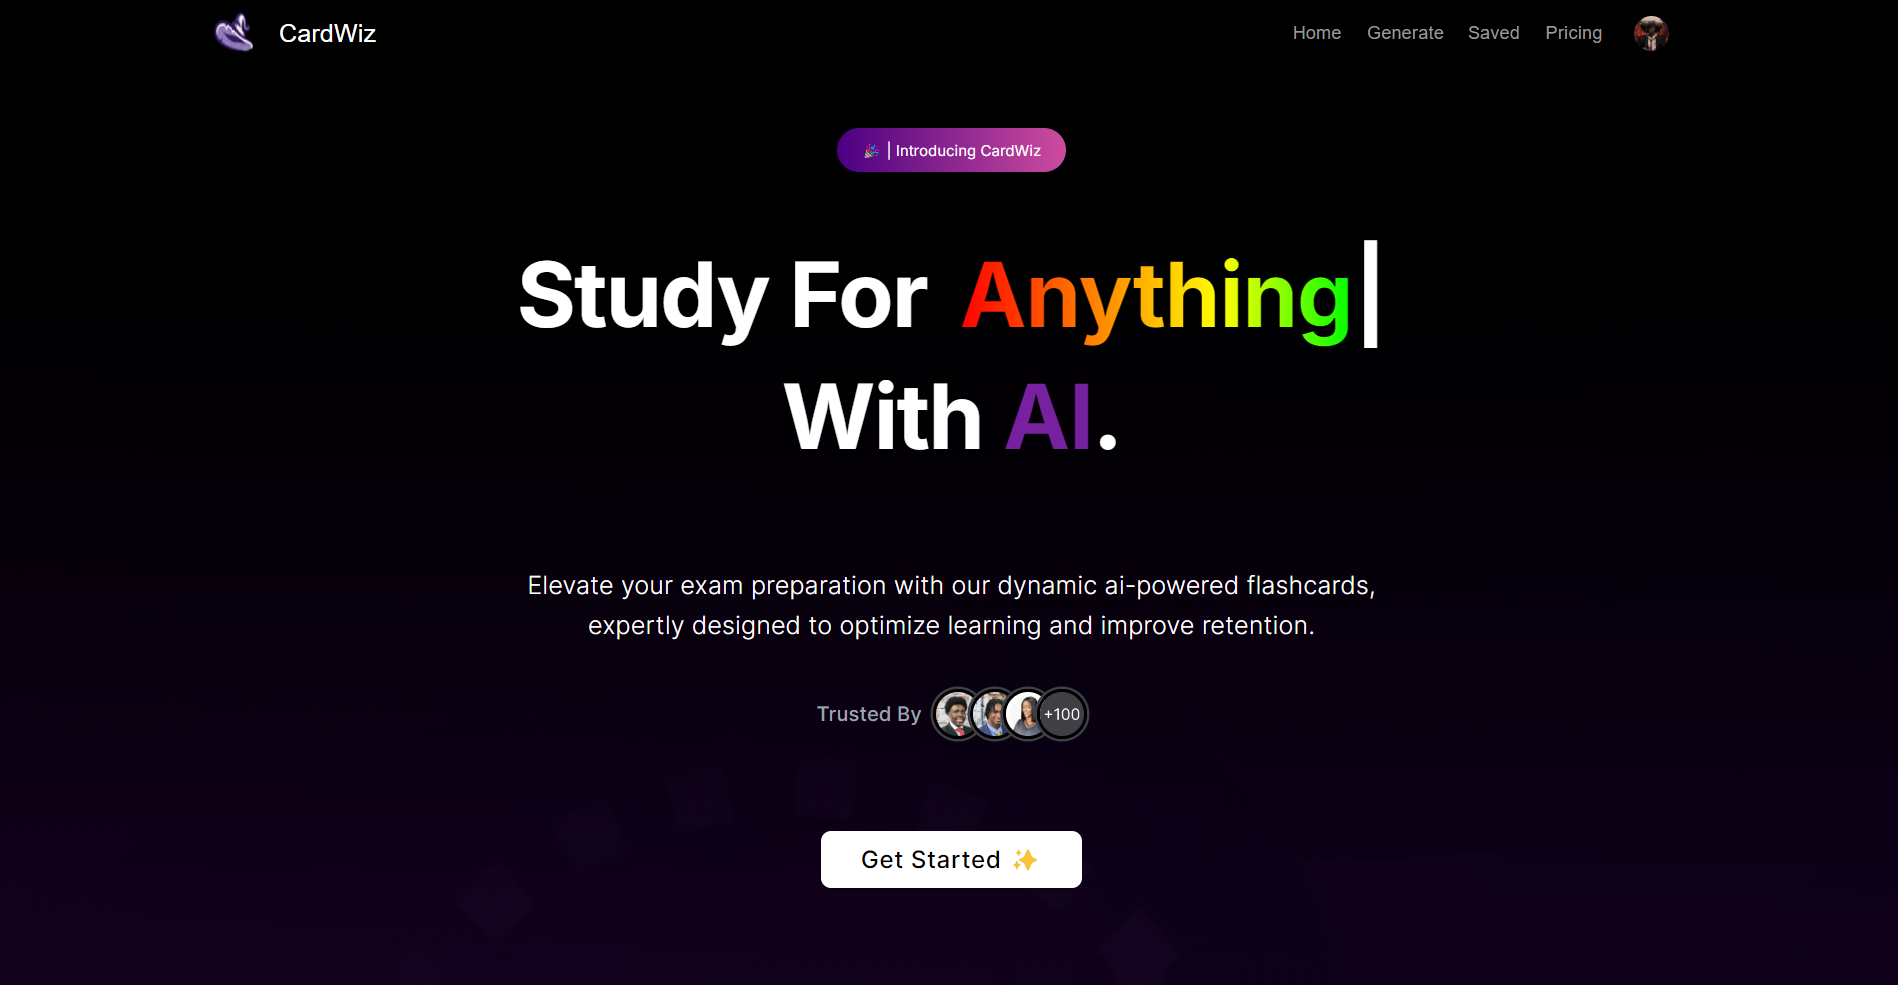 CardWiz
Home Generate Saved Pricing
🎉 | Introducing CardWiz
Study For Anything|
With AI.
Elevate your exam preparation with our dynamic ai-powered flashcards,
expertly designed to optimize learning and improve retention.
Trusted By +100
Get Started ✨